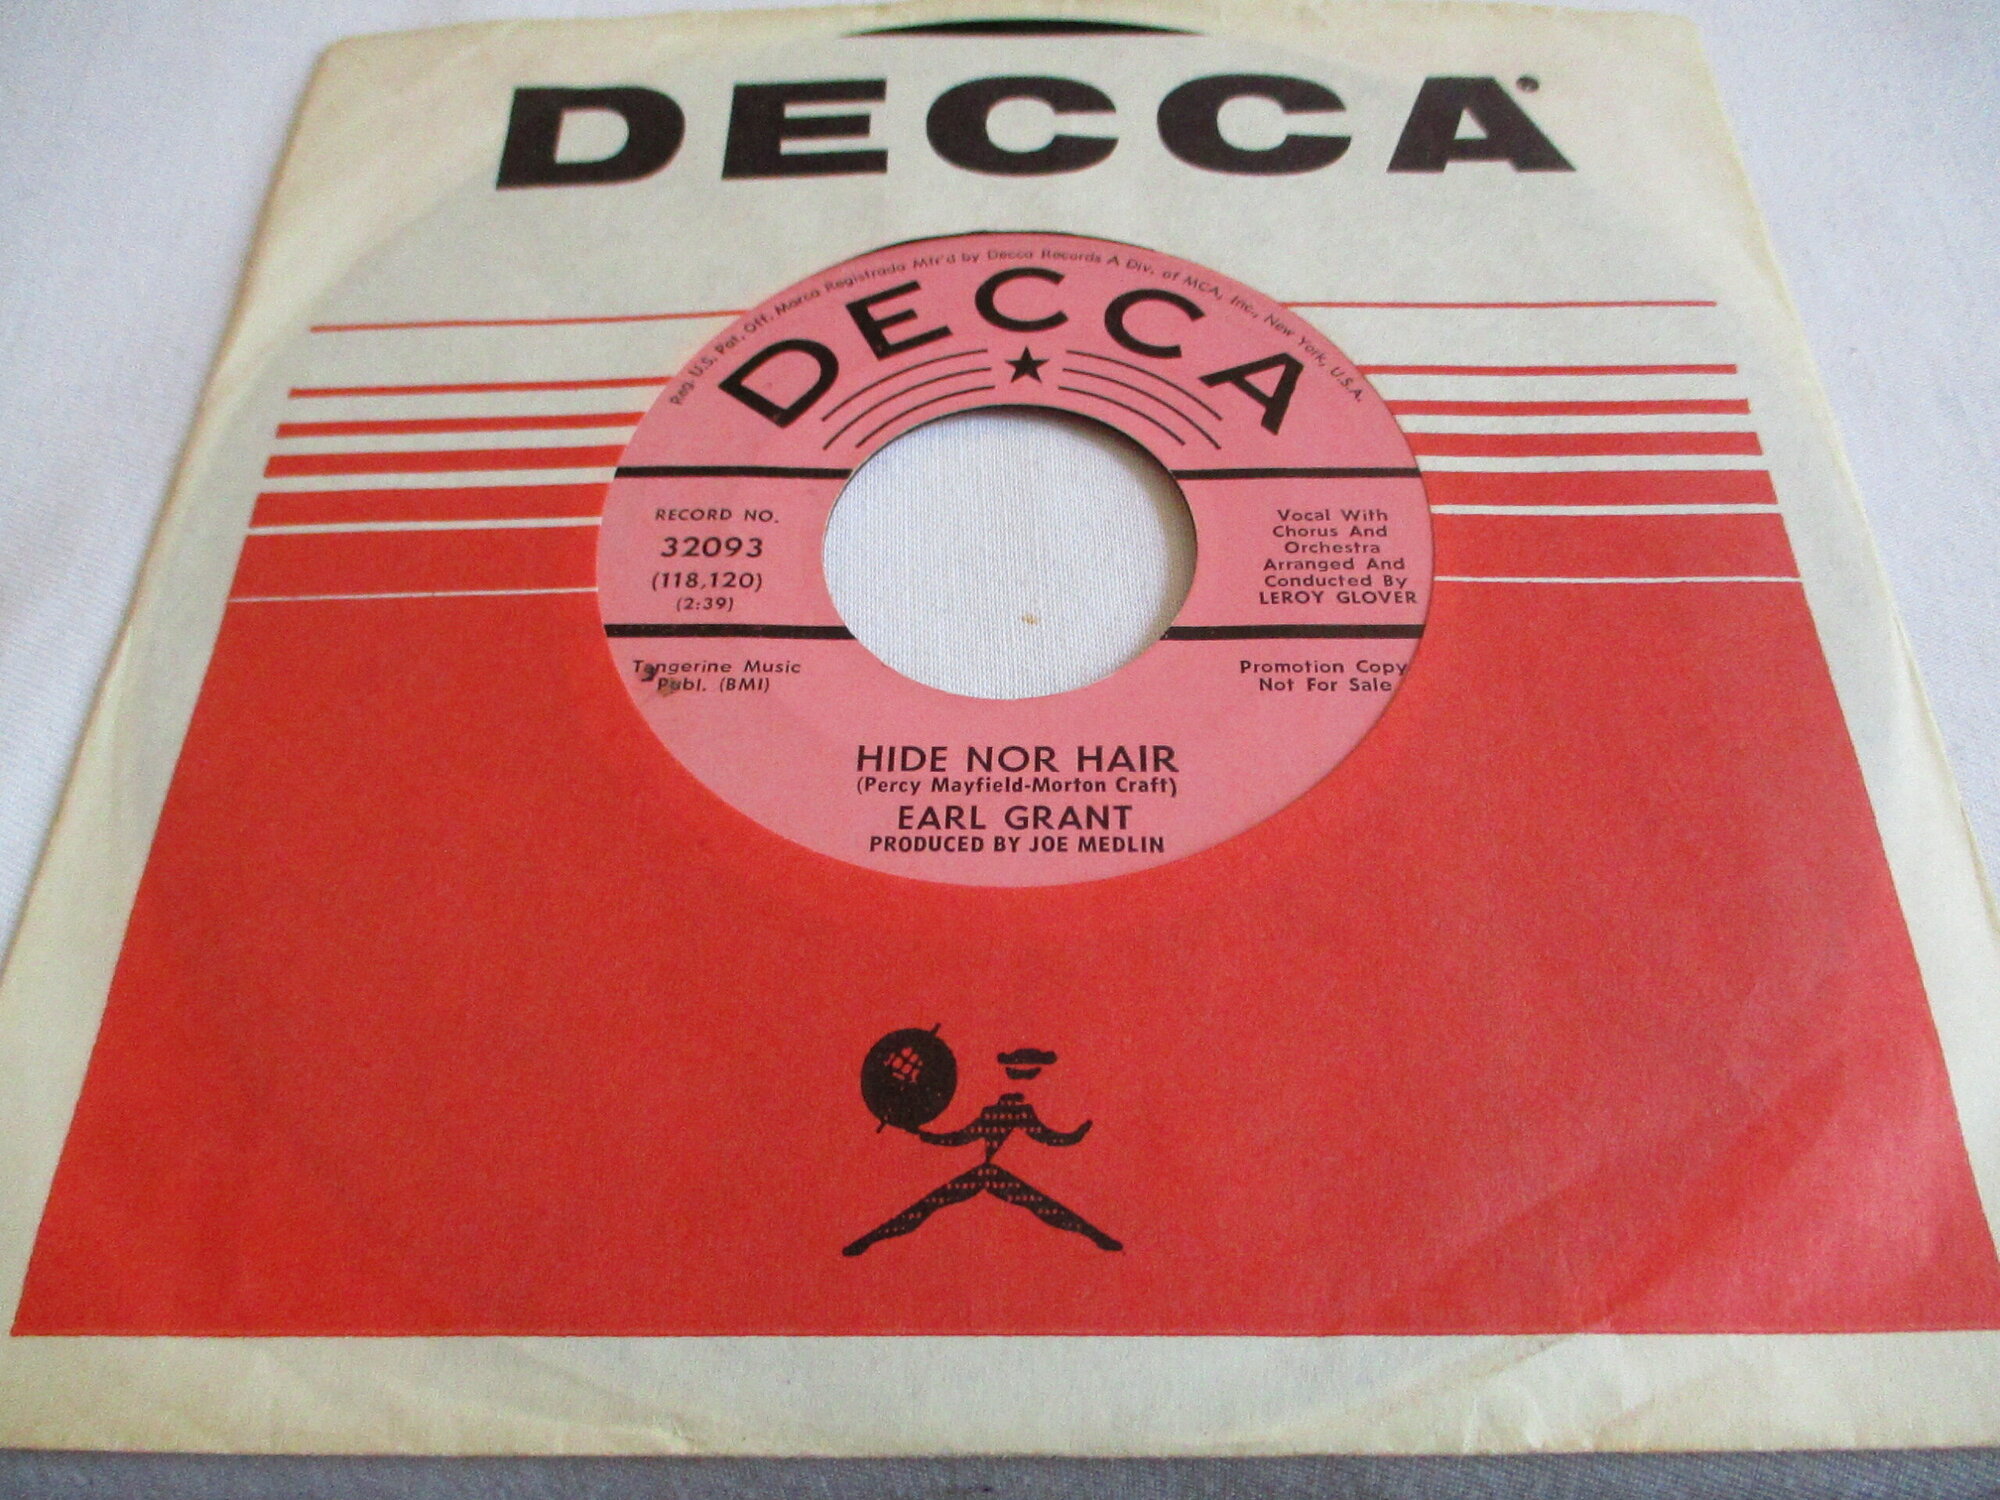 DECCA®
Reg. U.S. Pat. Off. Marca Registrada Mfr'd by Decca Records A Div. of MCA, Inc., New York, U.S.A.
DECCA
RECORD NO.
32093
(118,120)
(2:39)
Vocal With
Chorus And
Orchestra
Arranged And
Conducted By
LEROY GLOVER
Tangerine Music
Publ. (BMI)
Promotion Copy
Not For Sale
HIDE NOR HAIR
(Percy Mayfield-Morton Craft)
EARL GRANT
PRODUCED BY JOE MEDLIN